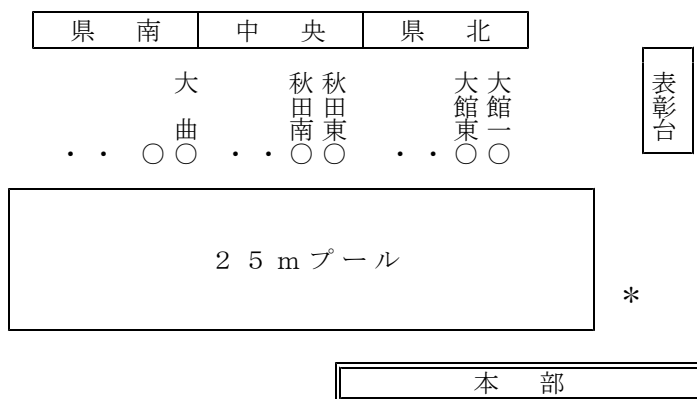 県南
中央
県北
大曲
秋田南
秋田東
大館東
大館一
表彰台
・・○○・・○○・・○○
25mプール
*
本部